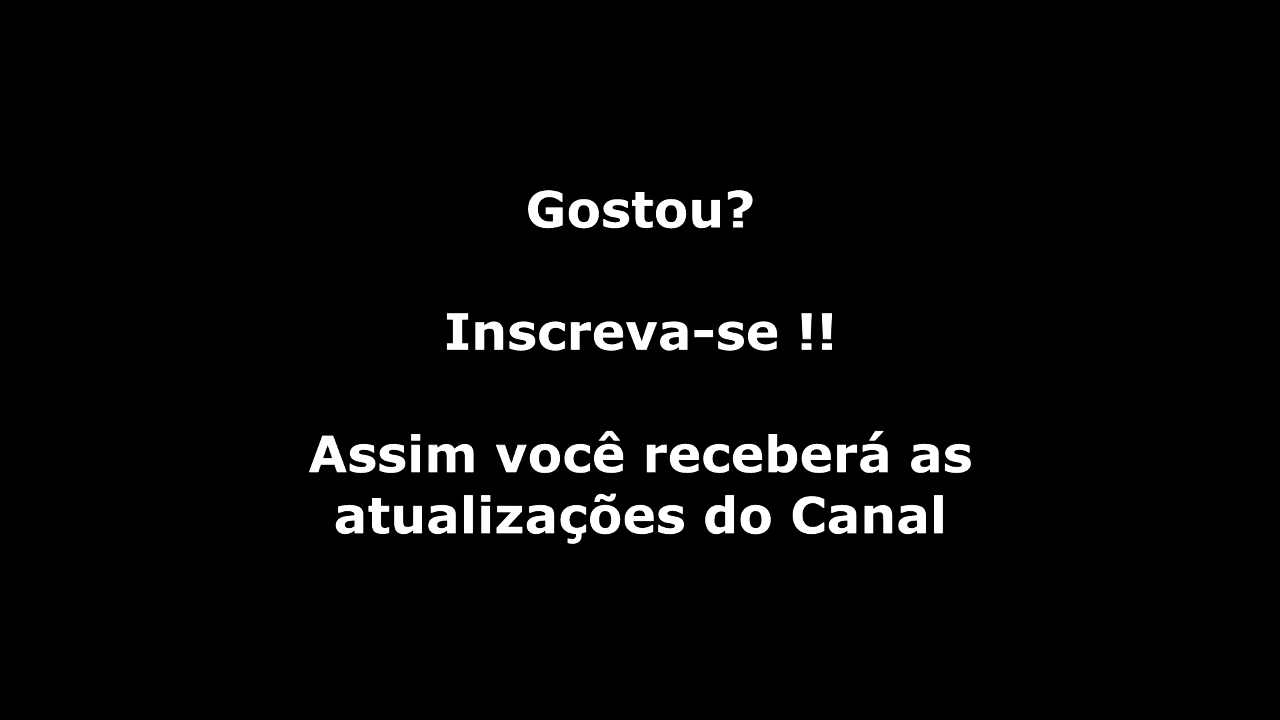 Gostou?
Inscreva-se !!
Assim você receberá as
atualizações do Canal